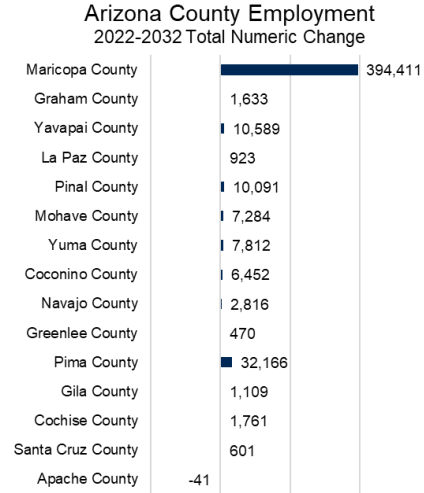 Arizona County Employment
2022-2032 Total Numeric Change
Maricopa County 394,411
Graham County 1,633
Yavapai County 10,589
La Paz County 923
Pinal County 10,091
Mohave County 7,284
Yuma County 7,812
Coconino County 6,452
Navajo County 2,816
Greenlee County 470
Pima County 32,166
Gila County 1,109
Cochise County 1,761
Santa Cruz County 601
Apache County -41